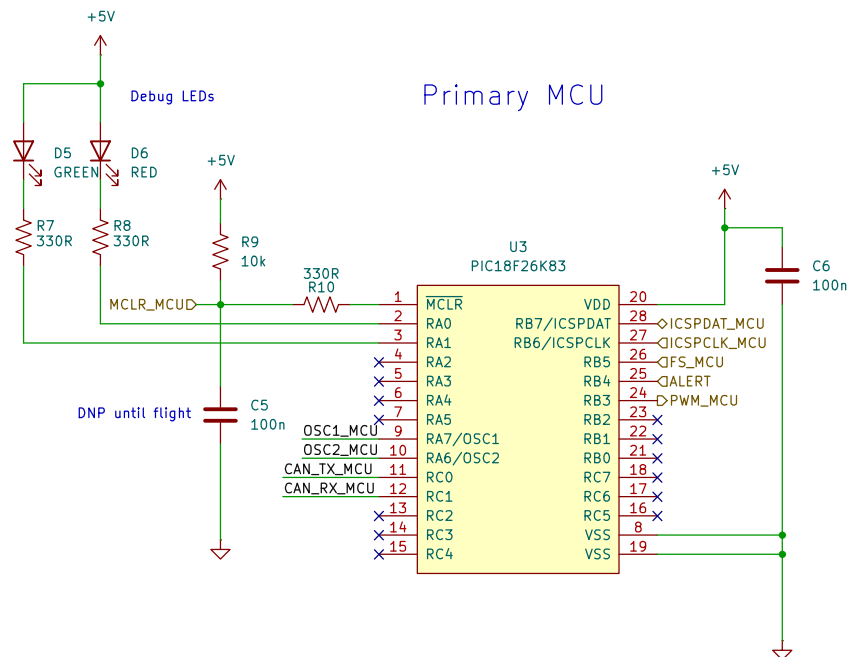 +5V
Debug LEDs
Primary MCU
D5
GREEN
D6
RED
+5V
+5V
R7
330R
R8
330R
R9
10k
U3
PIC18F26K83
C6
100n
330R
R10
MCLR_MCU
1 MCLR
2 RA0
3 RA1
4 RA2
5 RA3
6 RA4
7 RA5
OSC1_MCU 9 RA7/OSC1
OSC2_MCU 10 RA6/OSC2
CAN_TX_MCU 11 RC0
CAN_RX_MCU 12 RC1
13 RC2
14 RC3
15 RC4
VDD 20
RB7/ICSPDAT 28 ICSPDAT_MCU
RB6/ICSPCLK 27 ICSPCLK_MCU
RB5 26 FS_MCU
RB4 25 ALERT
RB3 24 PWM_MCU
RB2 23
RB1 22
RB0 21
RC7 18
RC6 17
RC5 16
VSS 8
VSS 19
DNP until flight
C5
100n